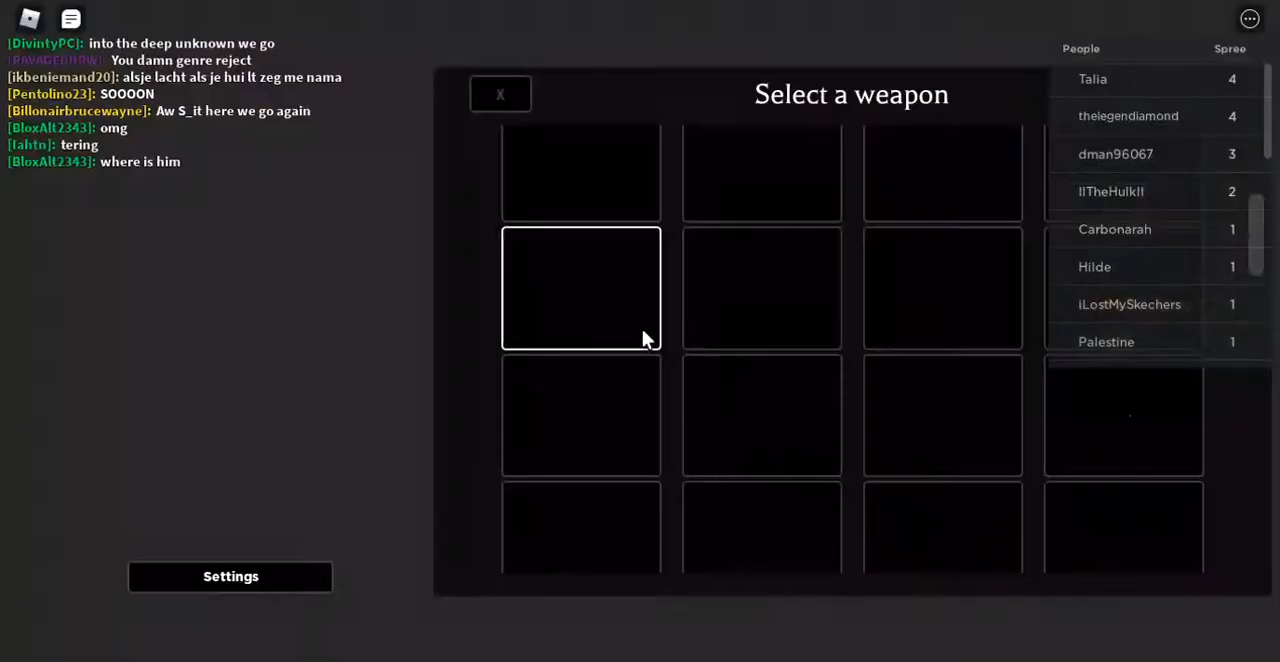 [DivintyPC]: into the deep unknown we go
You damn genre reject
[ikbeniemand20]: alsje lacht als je hui lt zeg me nama
[Pentolino23]: SOOOON
[Billonairbrucewayne]: Aw S_it here we go again
[BloxAlt2343]: omg
[lahtn]: tering
[BloxAlt2343]: where is him
X
Select a weapon
People Spree
Talia 4
thelegendiamond 4
dman96067 3
IlTheHulkIl 2
Carbonarah 1
Hilde 1
iLostMySkechers 1
Palestine 1
Settings